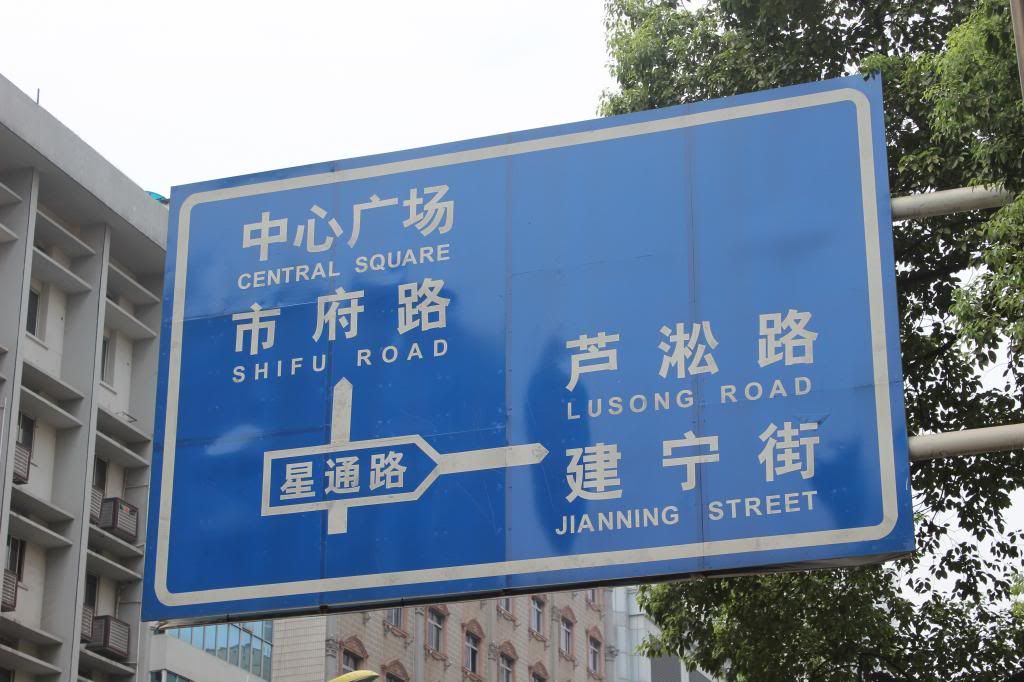 中心广场
CENTRAL SQUARE
市府路
SHIFU ROAD
芦淞路
LUSONG ROAD
星通路
建宁街
JIANNING STREET